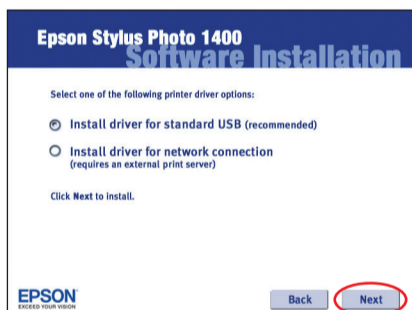 Epson Stylus Photo 1400
Software Installation
Select one of the following printer driver options:
Install driver for standard USB (recommended)
Install driver for network connection
(requires an external print server)
Click Next to install.
EPSON
EXCEED YOUR VISION
Back
Next